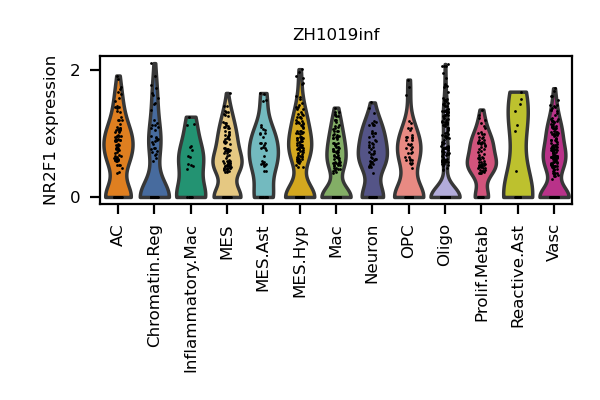 ZH1019inf
NR2F1 expression
2
0
AC
Chromatin.Reg
Inflammatory.Mac
MES
MES.Ast
MES.Hyp
Mac
Neuron
OPC
Oligo
Prolif.Metab
Reactive.Ast
Vasc